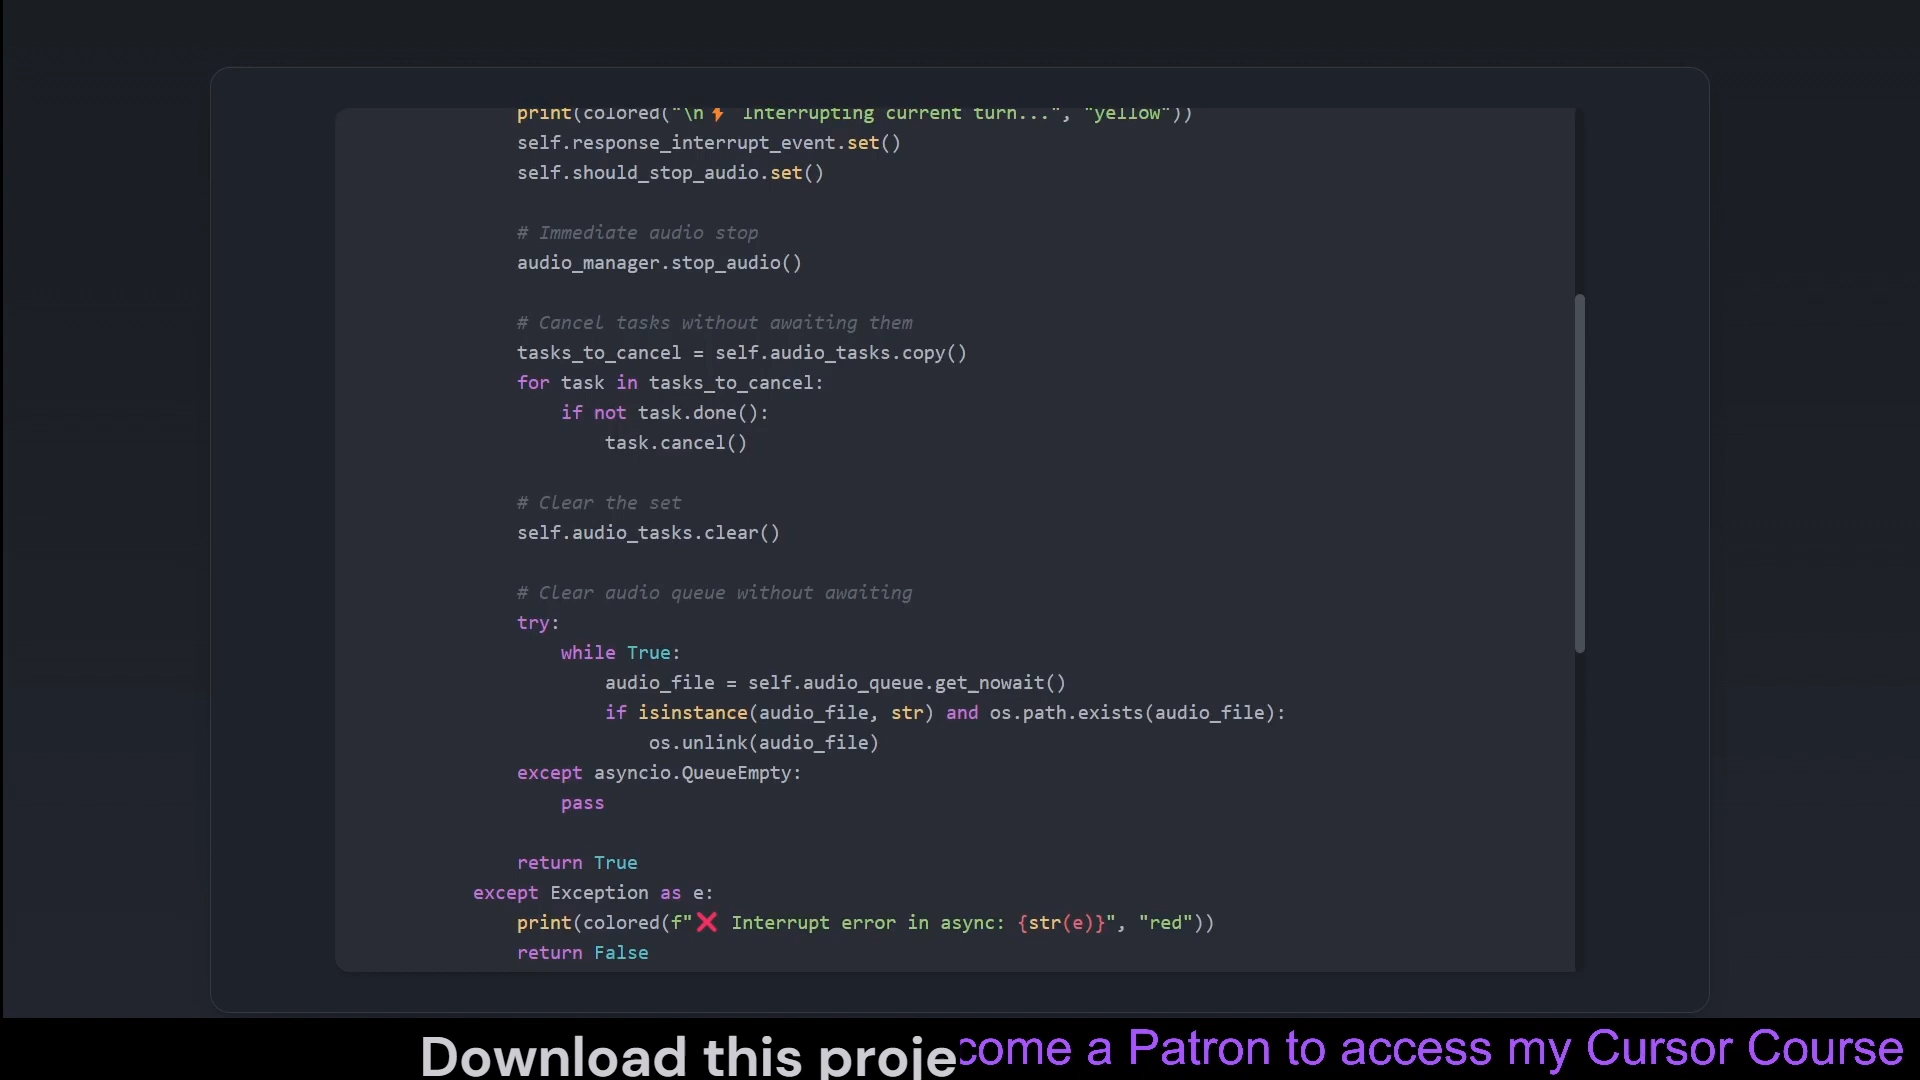 print(colored("\n⚡ Interrupting current turn...", "yellow"))
self.response_interrupt_event.set()
self.should_stop_audio.set()
# Immediate audio stop
audio_manager.stop_audio()
# Cancel tasks without awaiting them
tasks_to_cancel = self.audio_tasks.copy()
for task in tasks_to_cancel:
if not task.done():
task.cancel()
# Clear the set
self.audio_tasks.clear()
# Clear audio queue without awaiting
try:
while True:
audio_file = self.audio_queue.get_nowait()
if isinstance(audio_file, str) and os.path.exists(audio_file):
os.unlink(audio_file)
except asyncio.QueueEmpty:
pass
return True
except Exception as e:
print(colored(f"❌ Interrupt error in async: {str(e)}", "red"))
return False
Download this proje
come a Patron to access my Cursor Course